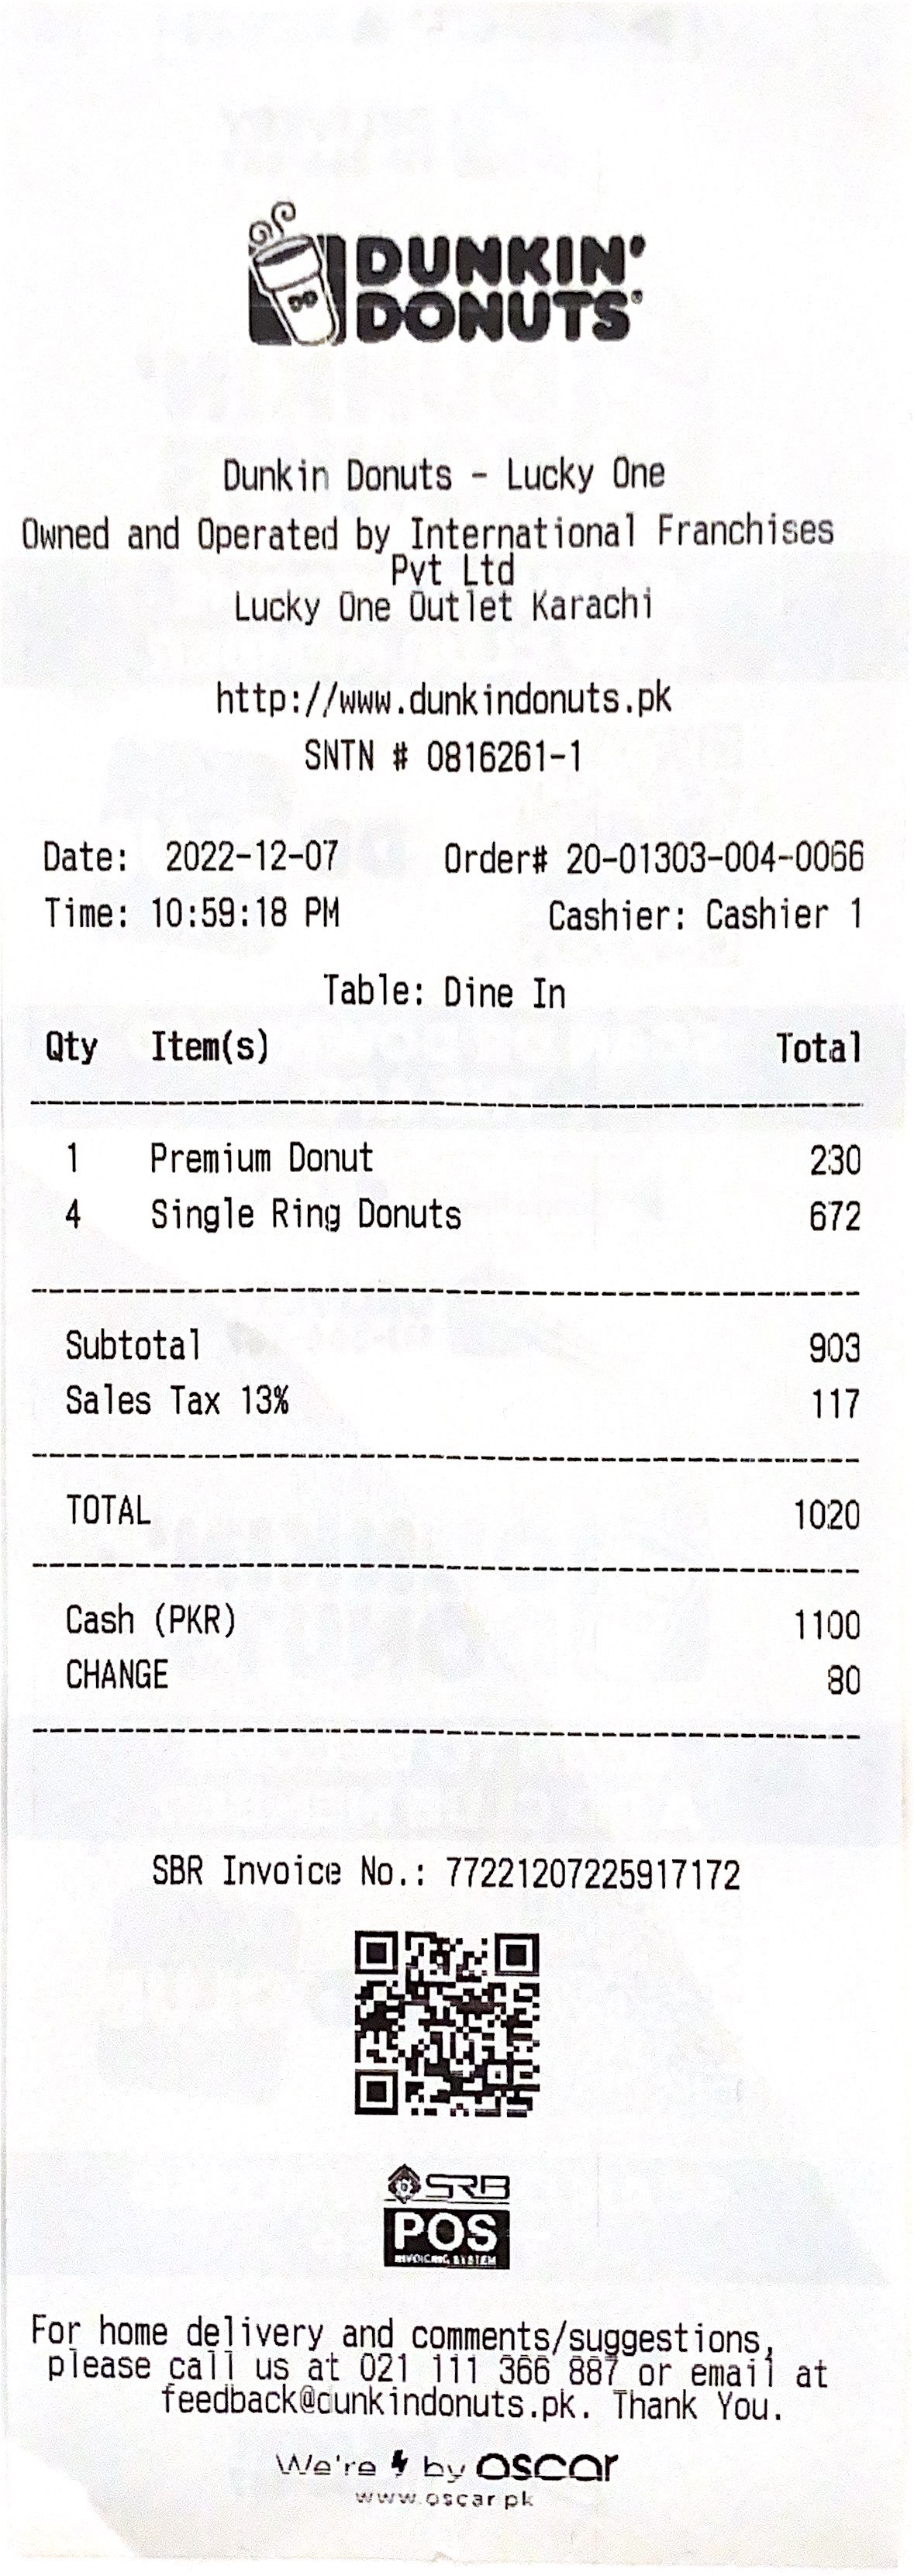 DUNKIN'
DONUTS®
Dunkin Donuts - Lucky One
Owned and Operated by International Franchises
Pvt Ltd
Lucky One Outlet Karachi
http://www.dunkindonuts.pk
SNTN # 0816261-1
Date: 2022-12-07 Order# 20-01303-004-0066
Time: 10:59:18 PM Cashier: Cashier 1
Table: Dine In
Qty Item(s) Total
1 Premium Donut 230
4 Single Ring Donuts 672
Subtotal 903
Sales Tax 13% 117
TOTAL 1020
Cash (PKR) 1100
CHANGE 80
SBR Invoice No.: 77221207225917172
SRB
POS
INVOICING SYSTEM
For home delivery and comments/suggestions,
please call us at 021 111 366 887 or email at
feedback@dunkindonuts.pk. Thank You.
We're by oscar
www.oscar.pk